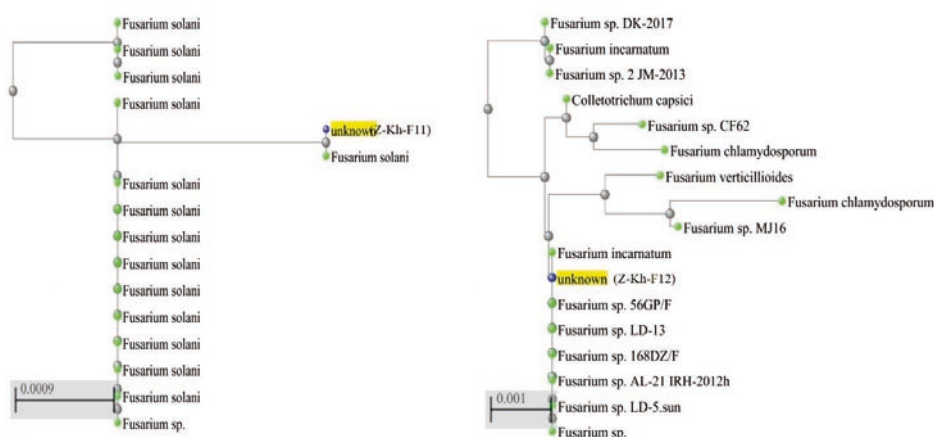 Fusarium solani
Fusarium solani
Fusarium solani
Fusarium solani
unknown (Z-Kh-F11)
Fusarium solani
Fusarium solani
Fusarium solani
Fusarium solani
Fusarium solani
Fusarium solani
Fusarium solani
Fusarium solani
Fusarium solani
Fusarium solani
Fusarium sp.
0.0009
Fusarium sp. DK-2017
Fusarium incarnatum
Fusarium sp. 2 JM-2013
Colletotrichum capsici
Fusarium sp. CF62
Fusarium chlamydosporum
Fusarium verticillioides
Fusarium chlamydosporum
Fusarium sp. MJ16
Fusarium incarnatum
unknown (Z-Kh-F12)
Fusarium sp. 56GP/F
Fusarium sp. LD-13
Fusarium sp. 168DZ/F
Fusarium sp. AL-21 IRH-2012h
Fusarium sp. LD-5.sun
Fusarium sp.
0.001